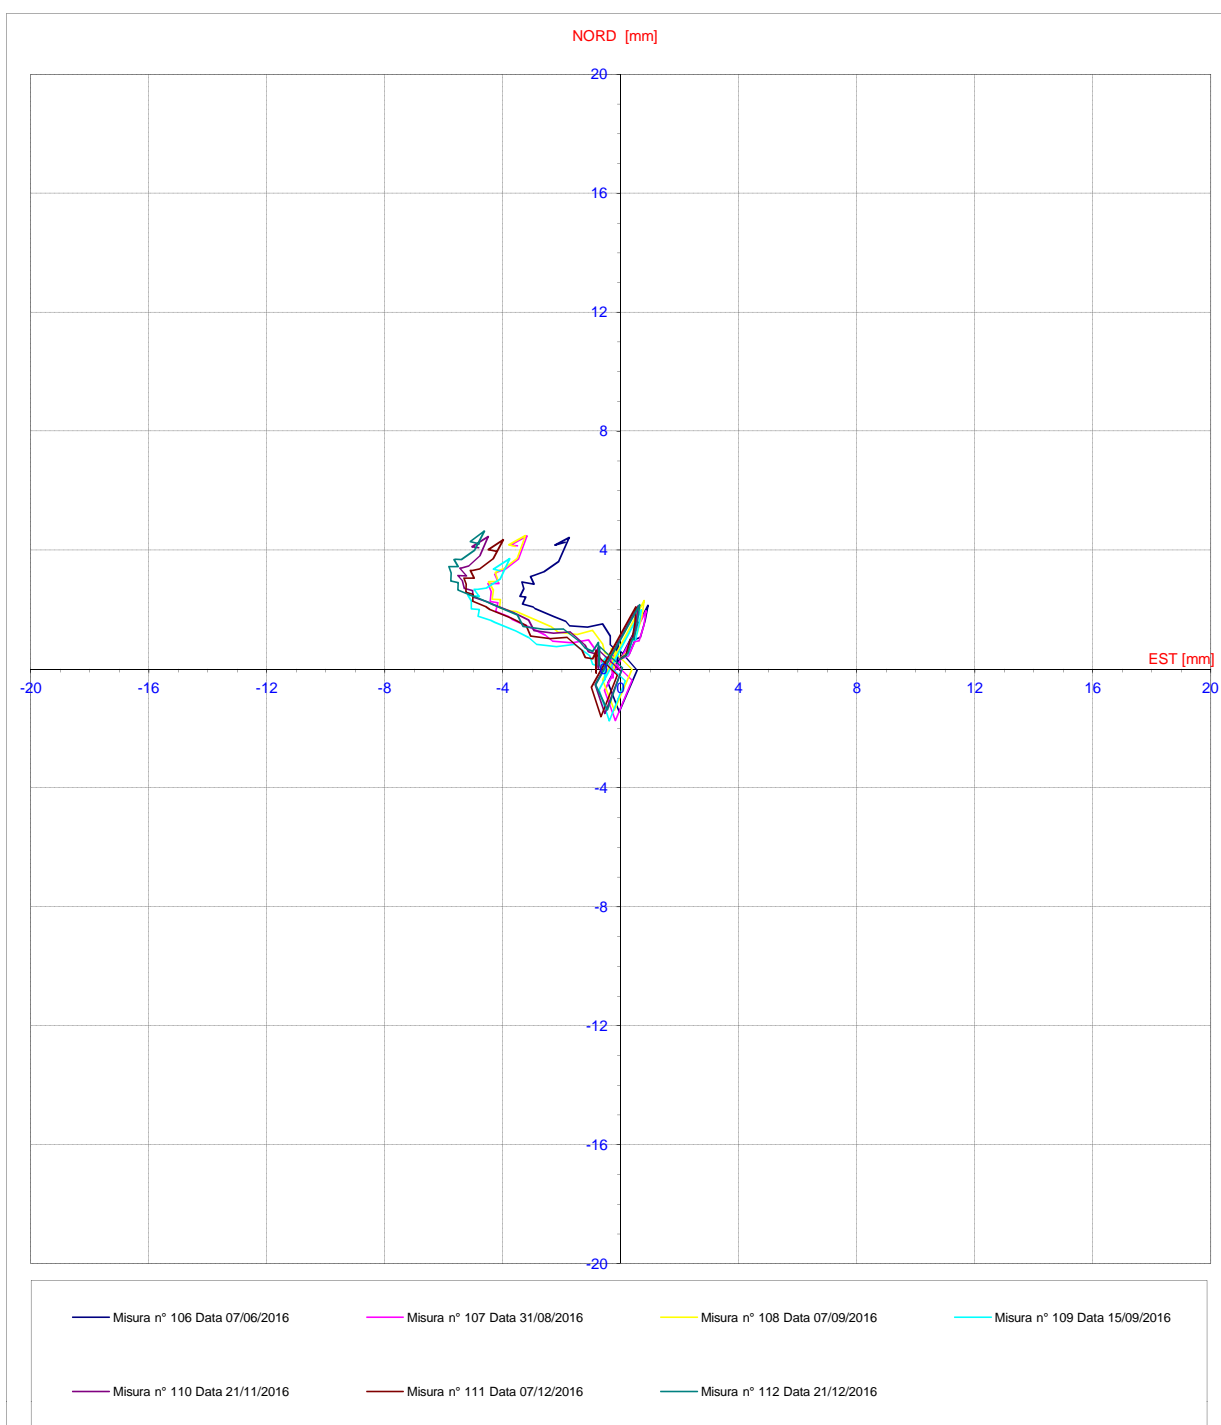 NORD [mm]
20
16
12
8
4
0
EST [mm]
-20 -16 -12 -8 -4 0 4 8 12 16 20
-4
-8
-12
-16
-20
Misura n° 106 Data 07/06/2016 Misura n° 107 Data 31/08/2016 Misura n° 108 Data 07/09/2016 Misura n° 109 Data 15/09/2016
Misura n° 110 Data 21/11/2016 Misura n° 111 Data 07/12/2016 Misura n° 112 Data 21/12/2016